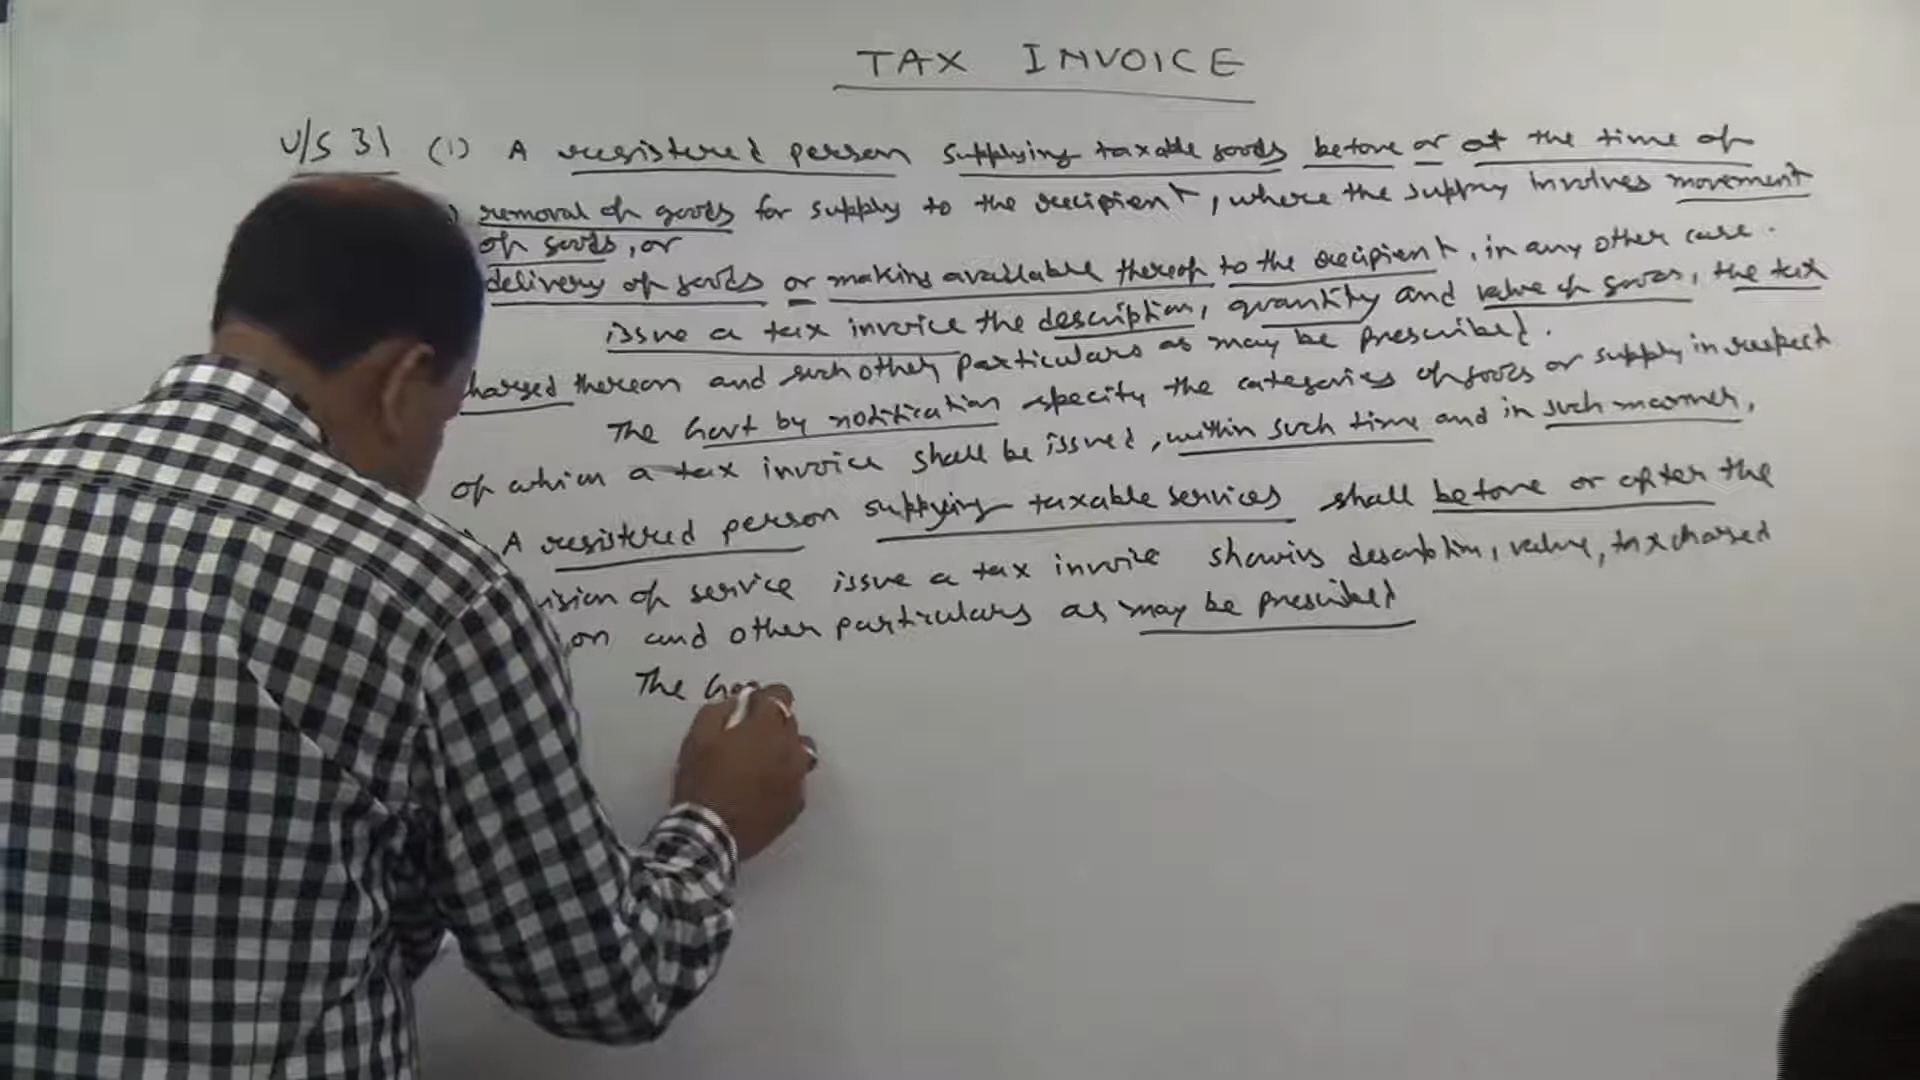 TAX INVOICE
U/S 31 (1) A registered person supplying taxable goods before or at the time of
) removal of goods for supply to the recipient, where the supply involves movement
of goods, or
delivery of goods or making available thereof to the recipient, in any other case.
issue a tax invoice the description, quantity and value of goods, the tax
harged thereon and such other particulars as may be prescribed.
The Govt by notification specify the categories of goods or supply in respect
of which a tax invoice shall be issued, within such time and in such manner,
) A registered person supplying taxable services shall before or after the
vision of service issue a tax invoice showing description, value, tax charged
on and other particulars as may be prescribed
The